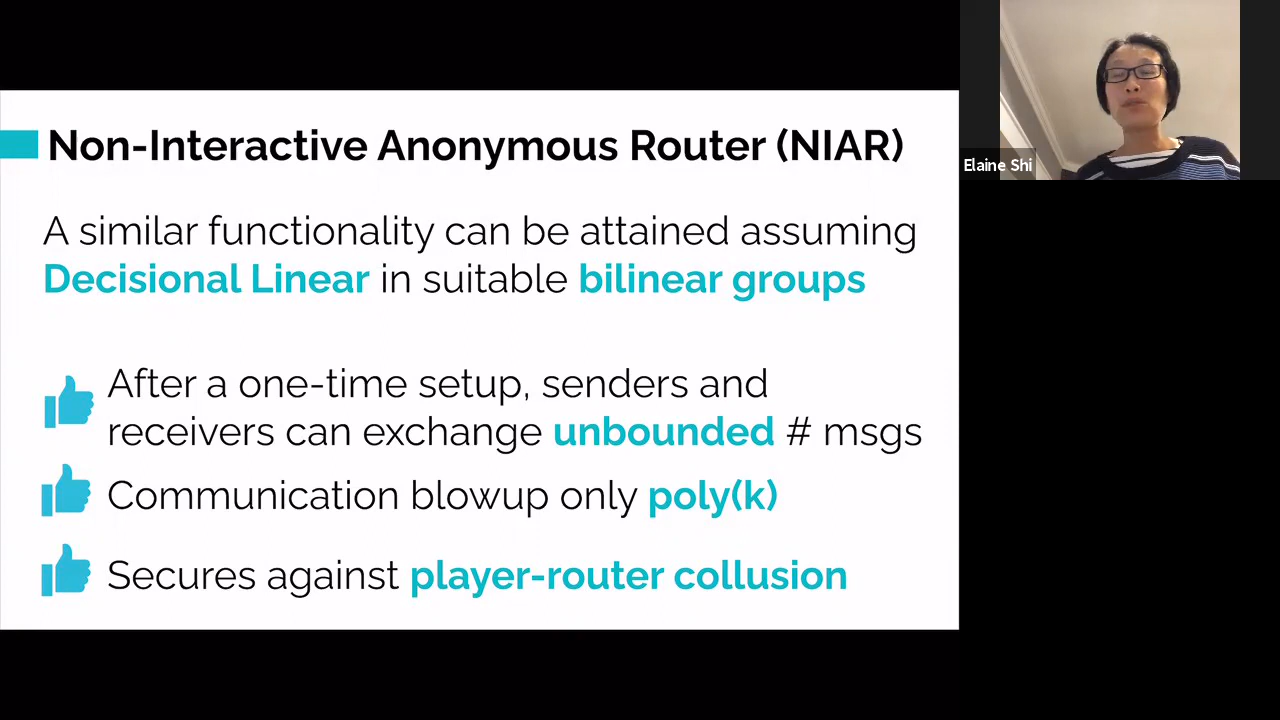 Non-Interactive Anonymous Router (NIAR)
A similar functionality can be attained assuming
Decisional Linear in suitable bilinear groups
After a one-time setup, senders and
receivers can exchange unbounded # msgs
Communication blowup only poly(k)
Secures against player-router collusion
Elaine Shi